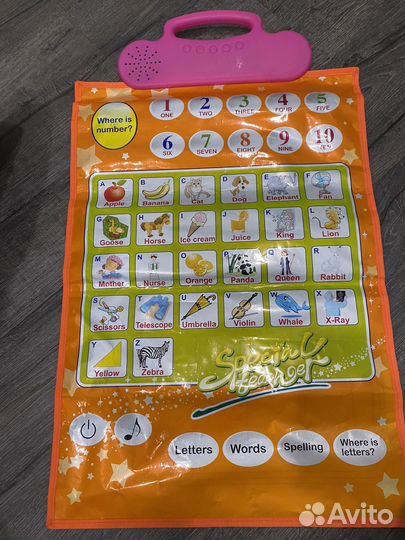 Where is number?
1 2 3 4 5
ONE TWO THREE FOUR FIVE
6 7 8 9 10
SIX SEVEN EIGHT NINE TEN
A B C D E F
Apple Banana Cat Dog Elephant Fan
G H I J K L
Goose Horse Ice cream Juice King Lion
M N O P Q R
Mother Nurse Orange Panda Queen Rabbit
S T U V W X
Scissors Telescope Umbrella Violin Whale X-Ray
Y Z
Yellow Zebra
Letters Words Spelling Where is letters?
Avito